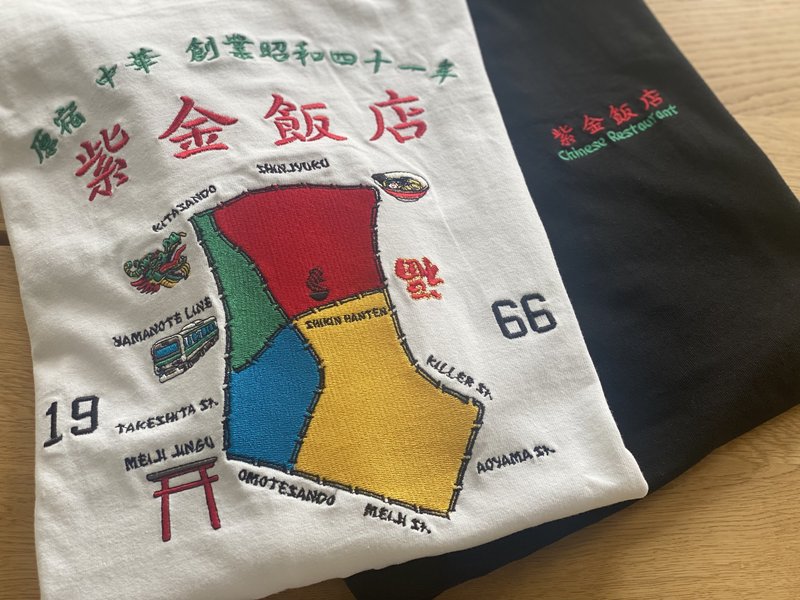 原宿 中華 創業昭和四十一年
紫金飯店
SHINJYUKU
KITASANDO
福
YAMANOTE LINE
SHIKIN HANTEN
19
66
TAKESHITA St.
KILLER St.
MEIJI JINGU
AOYAMA St.
OMOTESANDO
MEIJI St.
紫金飯店
Chinese Restaurant